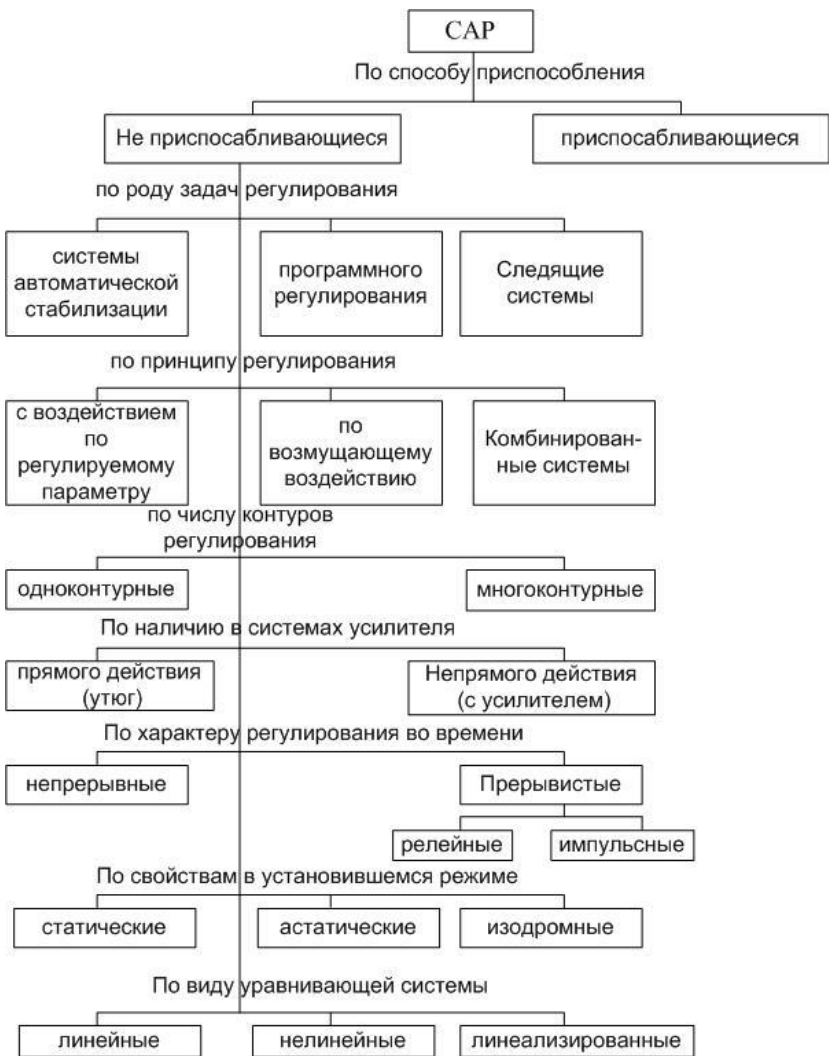 САР
По способу приспособления
Не приспосабливающиеся
приспосабливающиеся
по роду задач регулирования
системы
автоматической
стабилизации
программного
регулирования
Следящие
системы
по принципу регулирования
с воздействием
по
регулируемому
параметру
по
возмущающему
воздействию
Комбинирован-
ные системы
по числу контуров
регулирования
одноконтурные
многоконтурные
По наличию в системах усилителя
прямого действия
(утюг)
Непрямого действия
(с усилителем)
По характеру регулирования во времени
непрерывные
Прерывистые
релейные
импульсные
По свойствам в установившемся режиме
статические
астатические
изодромные
По виду уравнивающей системы
линейные
нелинейные
линеализированные